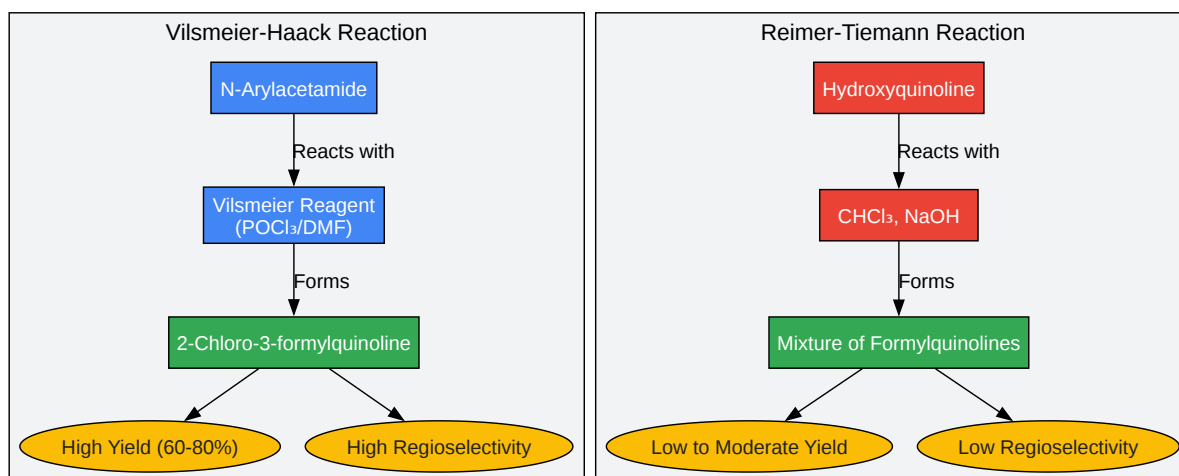 Vilsmeier-Haack Reaction
N-Arylacetamide
Reacts with
Vilsmeier Reagent
(POCl₃/DMF)
Forms
2-Chloro-3-formylquinoline
High Yield (60-80%)
High Regioselectivity
Reimer-Tiemann Reaction
Hydroxyquinoline
Reacts with
CHCl₃, NaOH
Forms
Mixture of Formylquinolines
Low to Moderate Yield
Low Regioselectivity